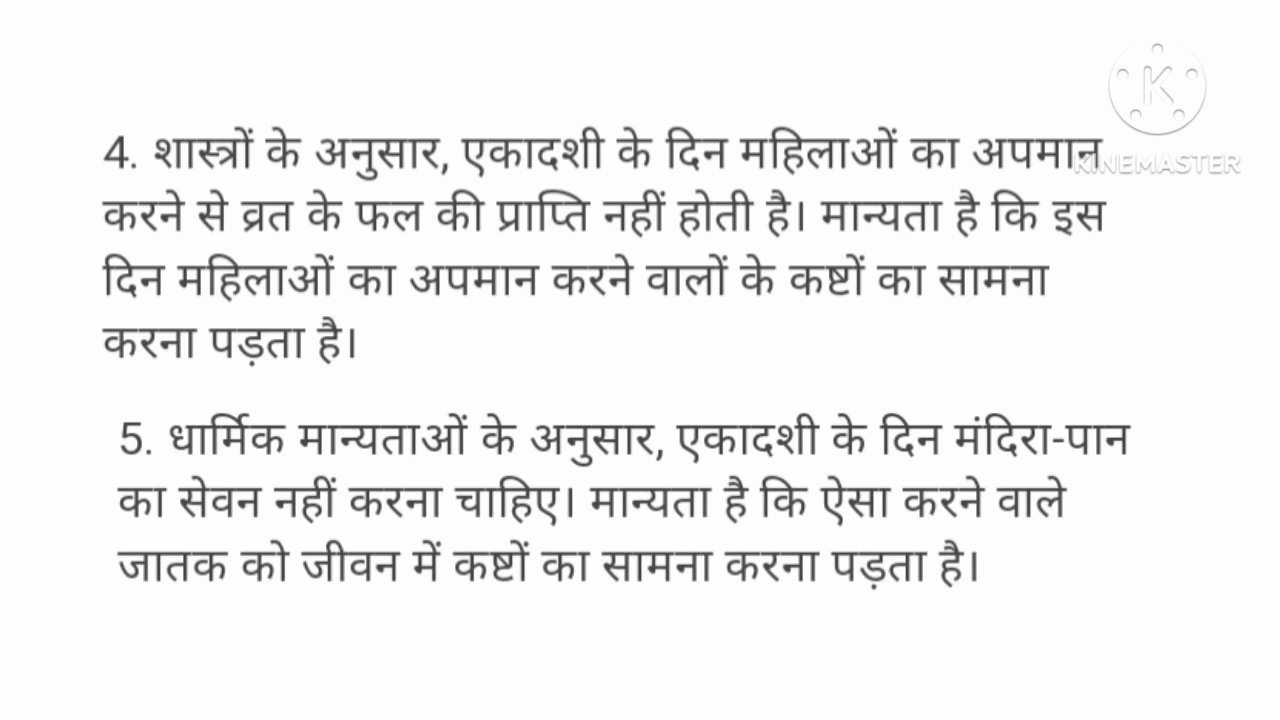 4. शास्त्रों के अनुसार, एकादशी के दिन महिलाओं का अपमान
करने से व्रत के फल की प्राप्ति नहीं होती है। मान्यता है कि इस
दिन महिलाओं का अपमान करने वालों के कष्टों का सामना
करना पड़ता है।
5. धार्मिक मान्यताओं के अनुसार, एकादशी के दिन मंदिरा-पान
का सेवन नहीं करना चाहिए। मान्यता है कि ऐसा करने वाले
जातक को जीवन में कष्टों का सामना करना पड़ता है।
K
KINEMASTER